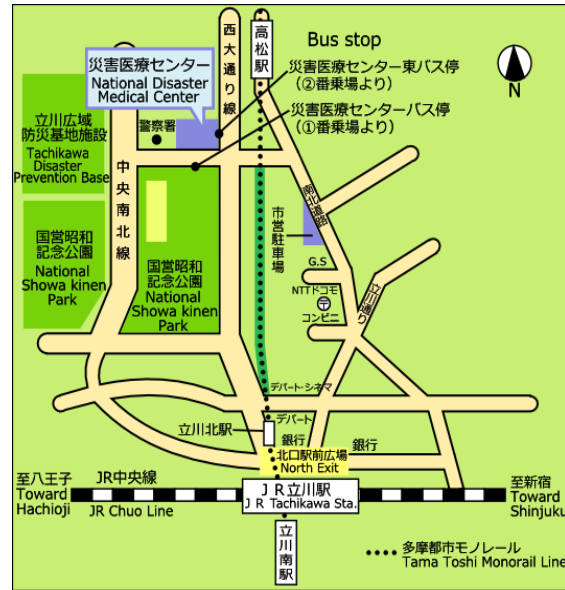 西大通り線
高松駅
Bus stop
災害医療センター
National Disaster
Medical Center
災害医療センター東バス停
(②番乗場より)
N
立川広域
防災基地施設
Tachikawa
Disaster
Prevention Base
警察署
災害医療センターバス停
(①番乗場より)
中央南北線
南北道路
市営駐車場
国営昭和
記念公園
National
Showa kinen
Park
国営昭和
記念公園
National
Showa kinen
Park
G.S
NTTドコモ
〒
コンビニ
立川通り
デパート・シネマ
デパート
立川北駅
銀行
北口駅前広場
North Exit
銀行
至八王子
Toward
Hachioji
JR中央線
JR Chuo Line
JR立川駅
JR Tachikawa Sta.
至新宿
Toward
Shinjuku
立川南駅
多摩都市モノレール
Tama Toshi Monorail Line